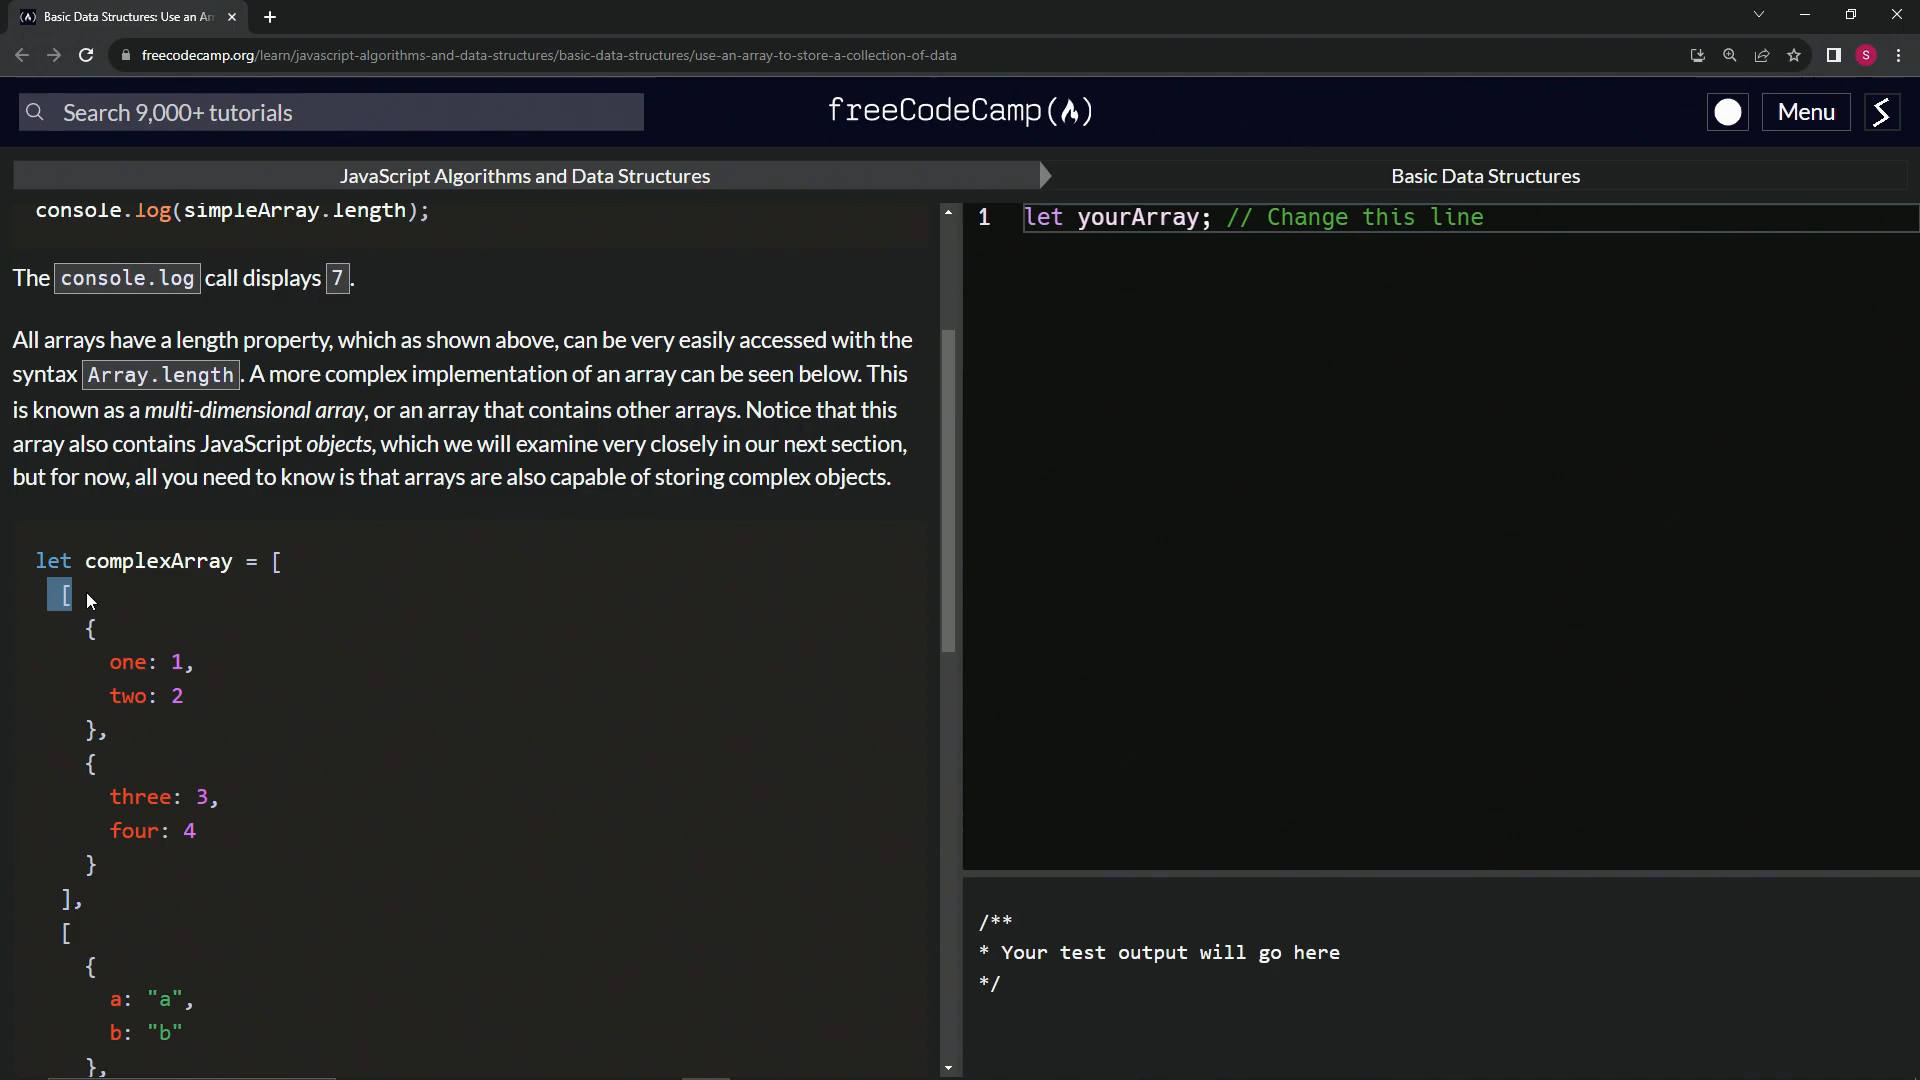 Basic Data Structures: Use an Ar
freecodecamp.org/learn/javascript-algorithms-and-data-structures/basic-data-structures/use-an-array-to-store-a-collection-of-data
S
Search 9,000+ tutorials
freeCodeCamp(🔥)
Menu
JavaScript Algorithms and Data Structures
Basic Data Structures
console.log(simpleArray.length);
The console.log call displays 7.
All arrays have a length property, which as shown above, can be very easily accessed with the
syntax Array.length. A more complex implementation of an array can be seen below. This
is known as a multi-dimensional array, or an array that contains other arrays. Notice that this
array also contains JavaScript objects, which we will examine very closely in our next section,
but for now, all you need to know is that arrays are also capable of storing complex objects.
let complexArray = [
[
{
one: 1,
two: 2
},
{
three: 3,
four: 4
}
],
[
{
a: "a",
b: "b"
},
1 let yourArray; // Change this line
/**
* Your test output will go here
*/